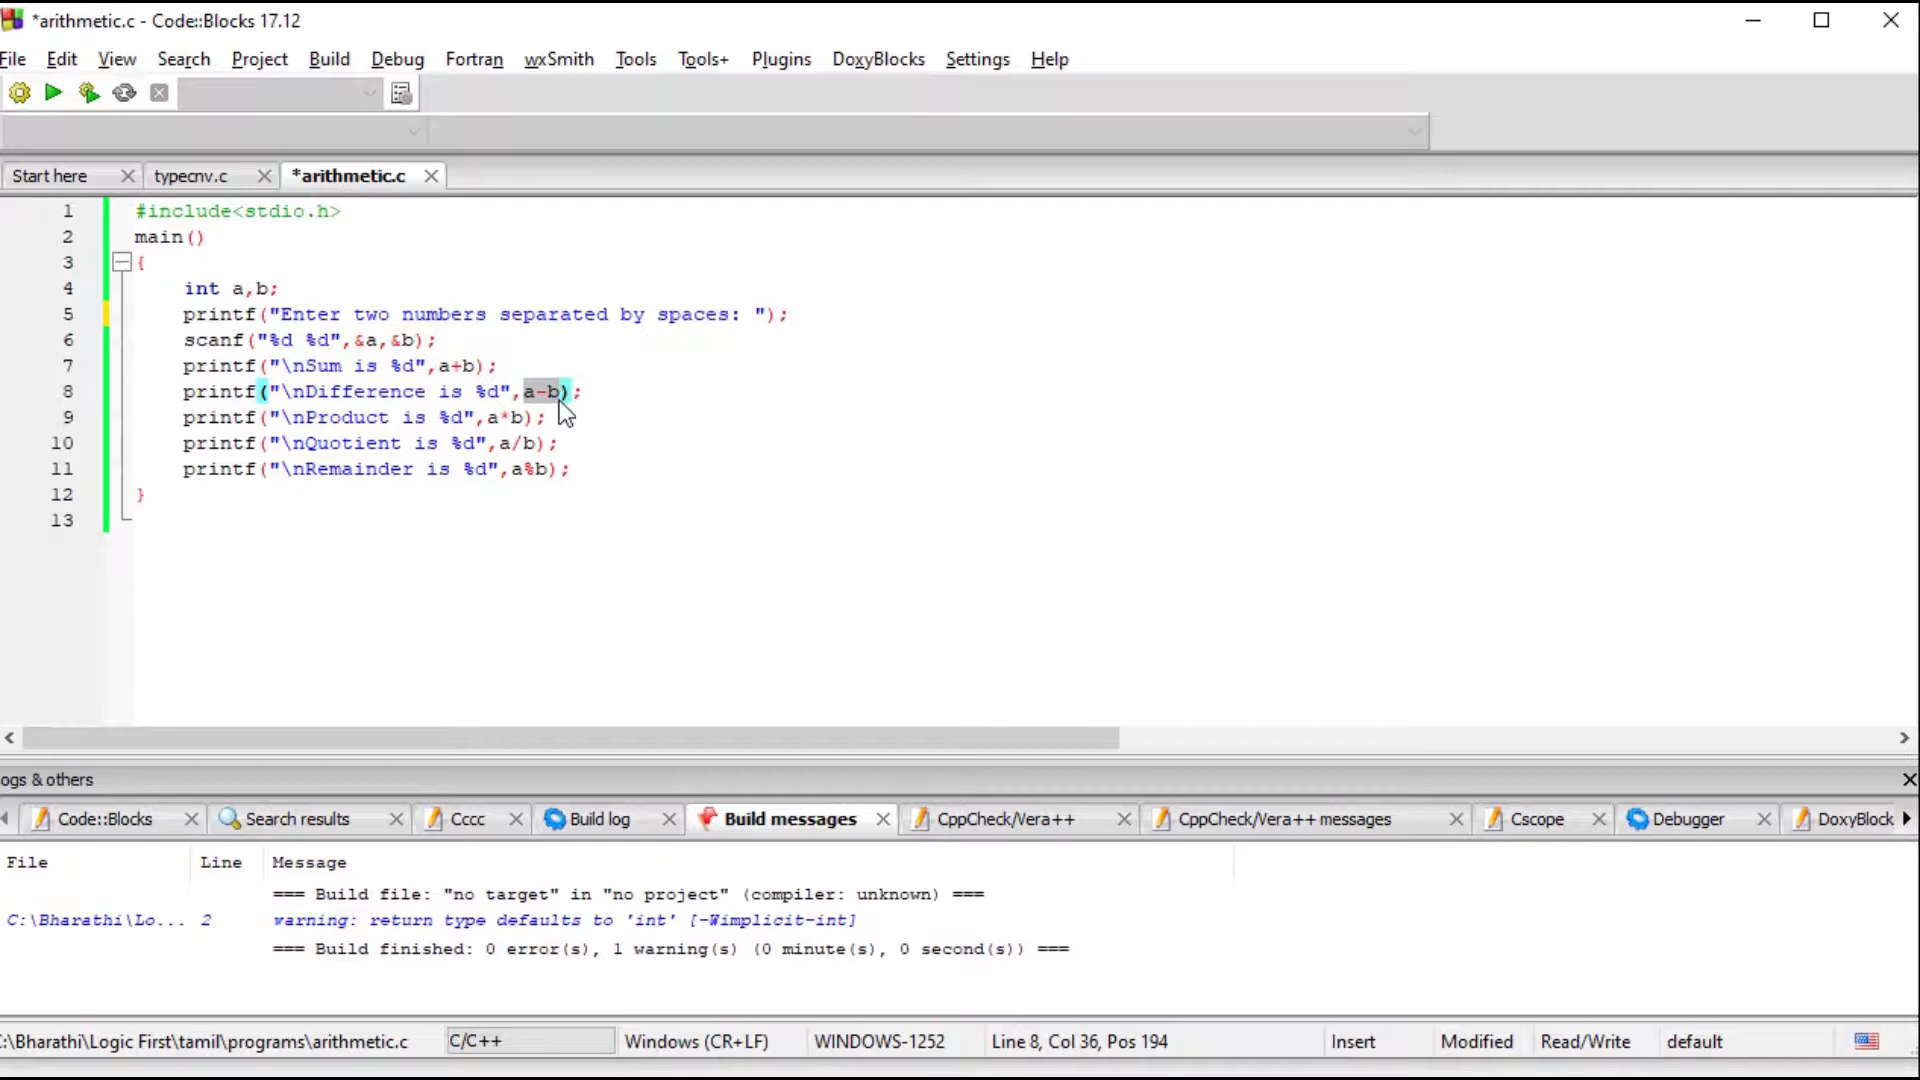 *arithmetic.c - Code::Blocks 17.12
File Edit View Search Project Build Debug Fortran wxSmith Tools Tools+ Plugins DoxyBlocks Settings Help
Start here typecnv.c *arithmetic.c
1 #include<stdio.h>
2 main()
3 {
4 int a,b;
5 printf("Enter two numbers separated by spaces: ");
6 scanf("%d %d",&a,&b);
7 printf("\nSum is %d",a+b);
8 printf("\nDifference is %d",a-b);
9 printf("\nProduct is %d",a*b);
10 printf("\nQuotient is %d",a/b);
11 printf("\nRemainder is %d",a%b);
12 }
13
ogs & others
Code::Blocks Search results Cccc Build log Build messages CppCheck/Vera++ CppCheck/Vera++ messages Cscope Debugger DoxyBlock
File Line Message
=== Build file: "no target" in "no project" (compiler: unknown) ===
C:\Bharathi\Lo... 2 warning: return type defaults to 'int' [-Wimplicit-int]
=== Build finished: 0 error(s), 1 warning(s) (0 minute(s), 0 second(s)) ===
:\Bharathi\Logic First\tamil\programs\arithmetic.c C/C++ Windows (CR+LF) WINDOWS-1252 Line 8, Col 36, Pos 194 Insert Modified Read/Write default